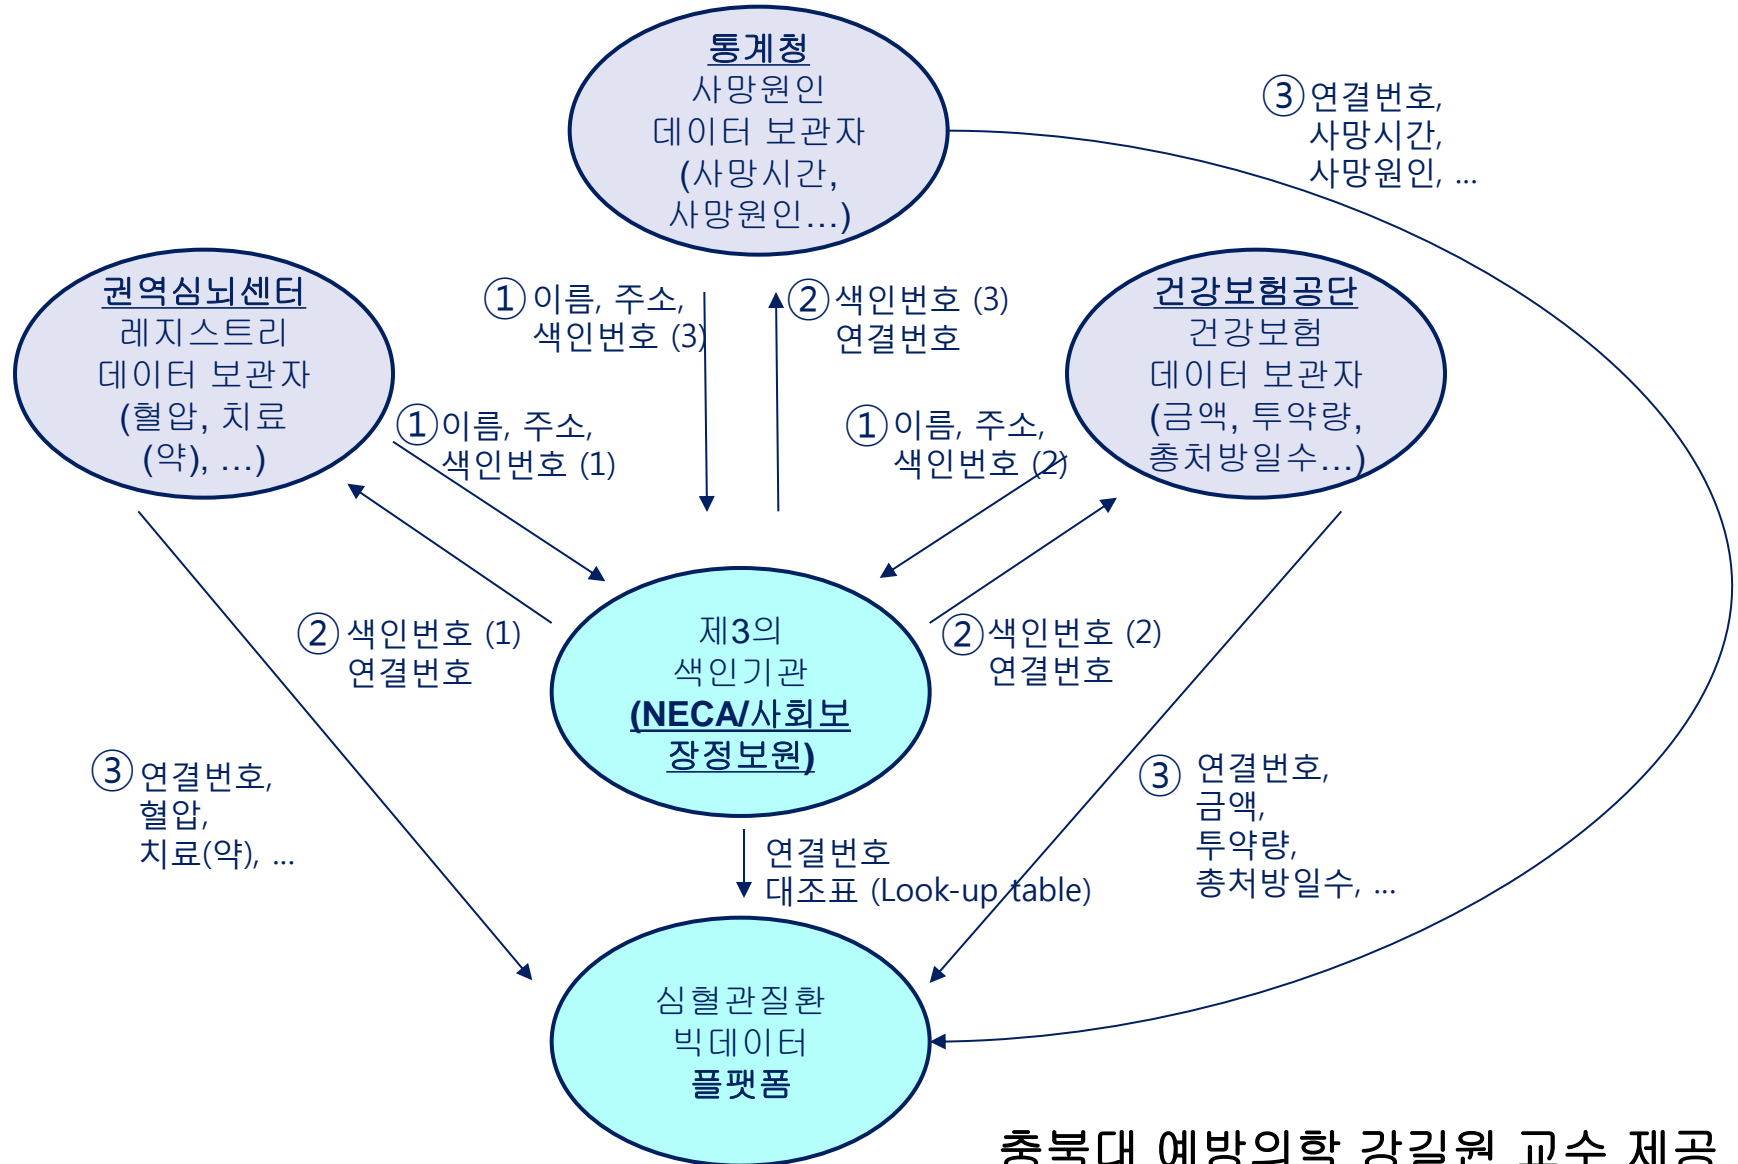 통계청
사망원인
데이터 보관자
(사망시간,
사망원인...)
③ 연결번호,
사망시간,
사망원인, ...
권역심뇌센터
레지스트리
데이터 보관자
(혈압, 치료
(약), ...)
① 이름, 주소,
색인번호 (3)
② 색인번호 (3)
연결번호
건강보험공단
건강보험
데이터 보관자
(금액, 투약량,
총처방일수...)
① 이름, 주소,
색인번호 (1)
① 이름, 주소,
색인번호 (2)
② 색인번호 (1)
연결번호
제3의
색인기관
(NECA/사회보
장정보원)
② 색인번호 (2)
연결번호
③ 연결번호,
혈압,
치료(약), ...
③ 연결번호,
금액,
투약량,
총처방일수, ...
연결번호
대조표 (Look-up table)
심혈관질환
빅데이터
플팻폼
충북대 예방의학 강길원 교수 제공